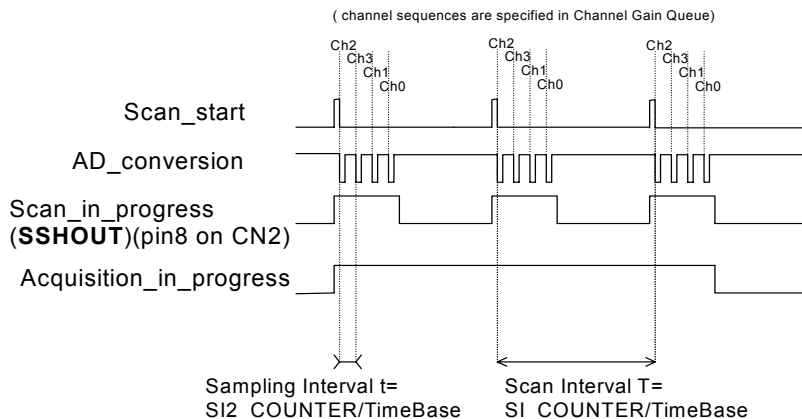 ( channel sequences are specified in Channel Gain Queue)
Ch2
Ch3
Ch1
Ch0
Ch2
Ch3
Ch1
Ch0
Ch2
Ch3
Ch1
Ch0
Scan_start
AD_conversion
Scan_in_progress
(SSHOUT)(pin8 on CN2)
Acquisition_in_progress
Sampling Interval t=
SI2_COUNTER/TimeBase
Scan Interval T=
SI_COUNTER/TimeBase